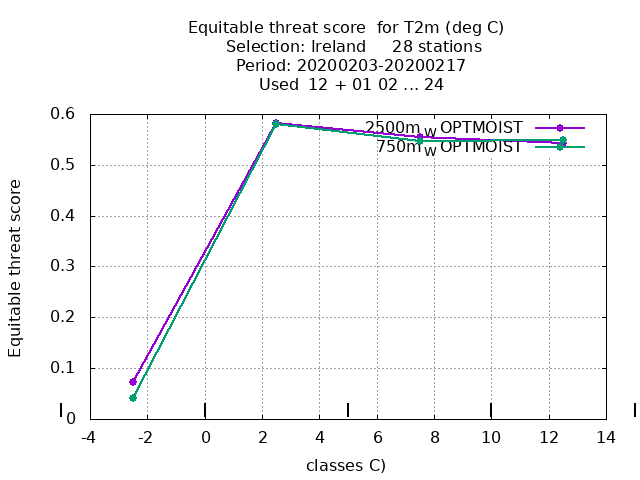 Equitable threat score for T2m (deg C)
Selection: Ireland 28 stations
Period: 20200203-20200217
Used 12 + 01 02 ... 24
2500m_W OPTMOIST
750m_W OPTMOIST
Equitable threat score
0.6
0.5
0.4
0.3
0.2
0.1
0
-4 -2 0 2 4 6 8 10 12 14
classes C)